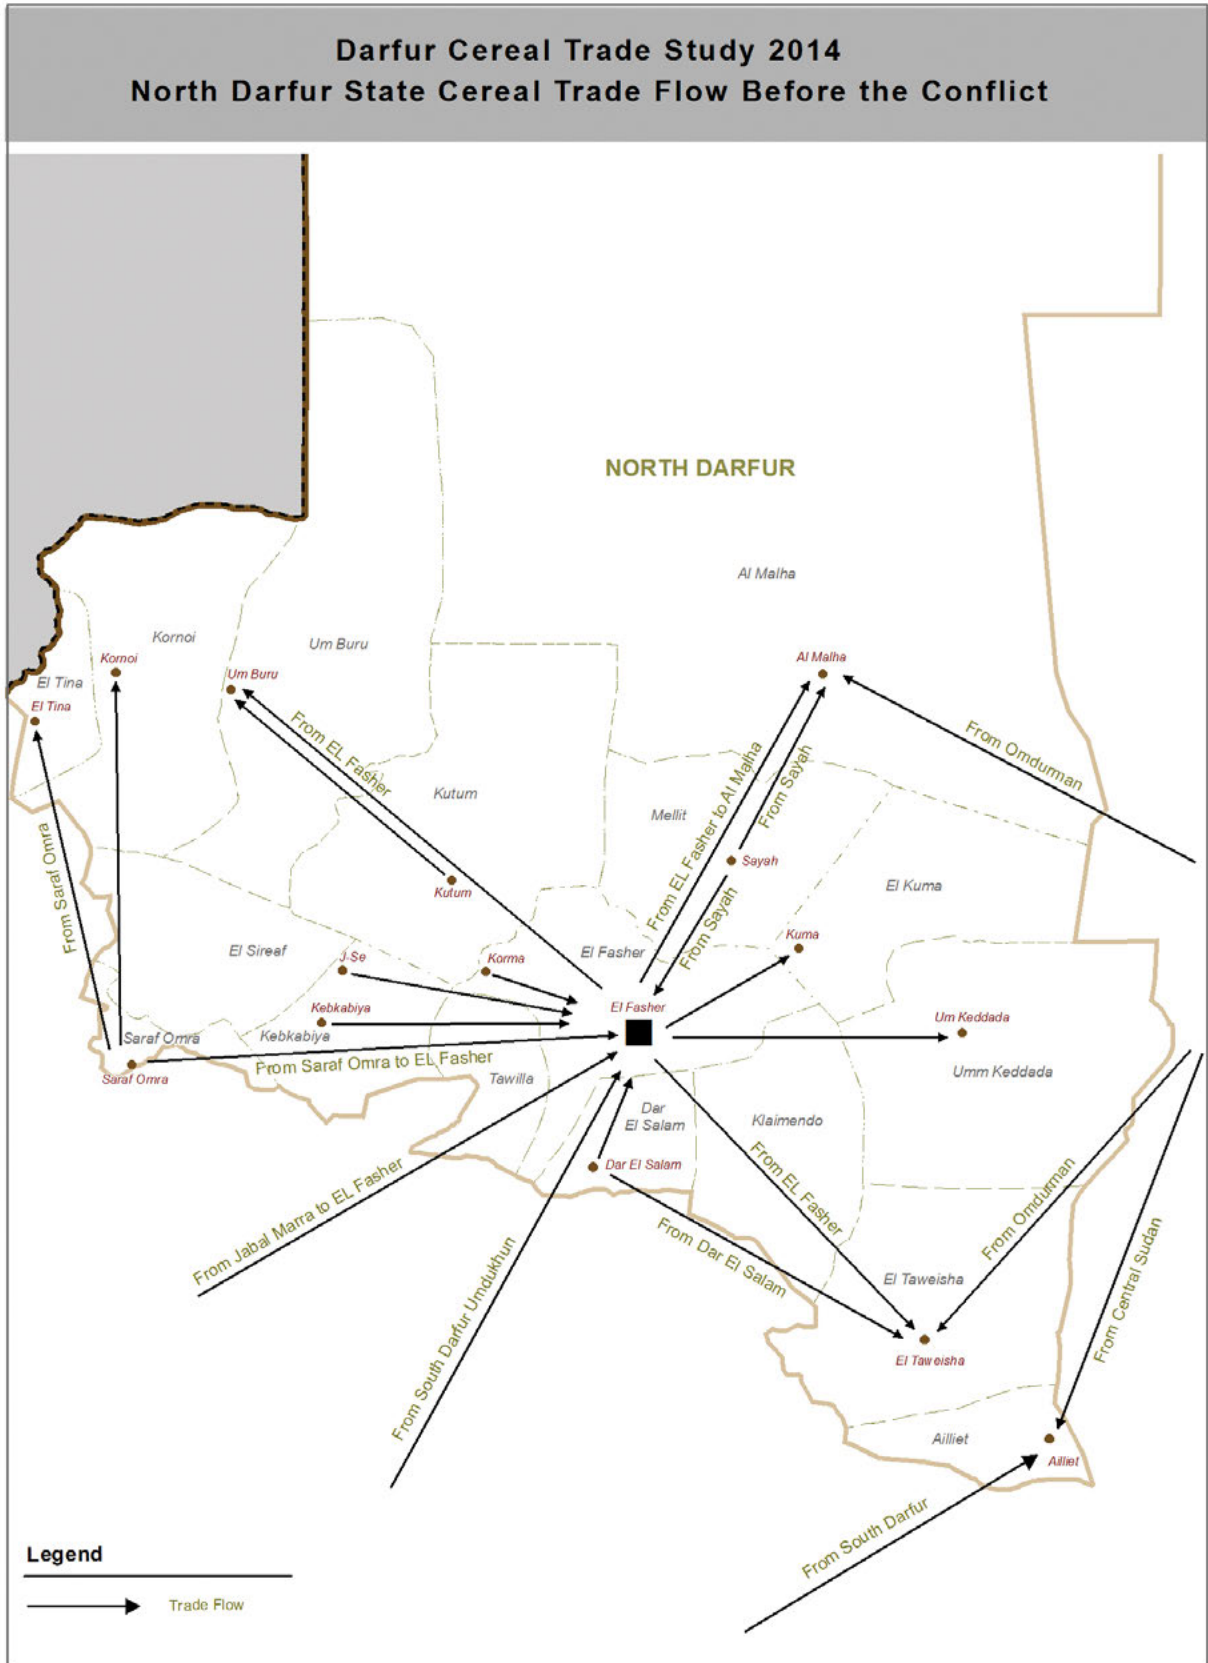 Darfur Cereal Trade Study 2014
North Darfur State Cereal Trade Flow Before the Conflict
NORTH DARFUR
Al Malha
Kornoi
Um Buru
Al Malha
Kornoi
Um Buru
El Tina
El Tina
From EL Fasher
From Omdurman
From EL Fasher to Al Malha
From Sayah
Kutum
Mellit
Sayah
From Saraf Omra
Kutum
El Kuma
From Sayah
El Sireaf
J-Se
Korma
El Fasher
Kuma
Kebkabiya
El Fasher
Um Keddada
Saraf Omra
Kebkabiya
From Saraf Omra to EL Fasher
Saraf Omra
Tawilla
Umm Keddada
Dar
El Salam
Klaimendo
Dar El Salam
From Jabal Marra to EL Fasher
From EL Fasher
From Omdurman
From Dar El Salam
From Central Sudan
El Taweisha
From South Darfur Umdukhun
El Taweisha
Ailliet
Ailliet
From South Darfur
Legend
Trade Flow